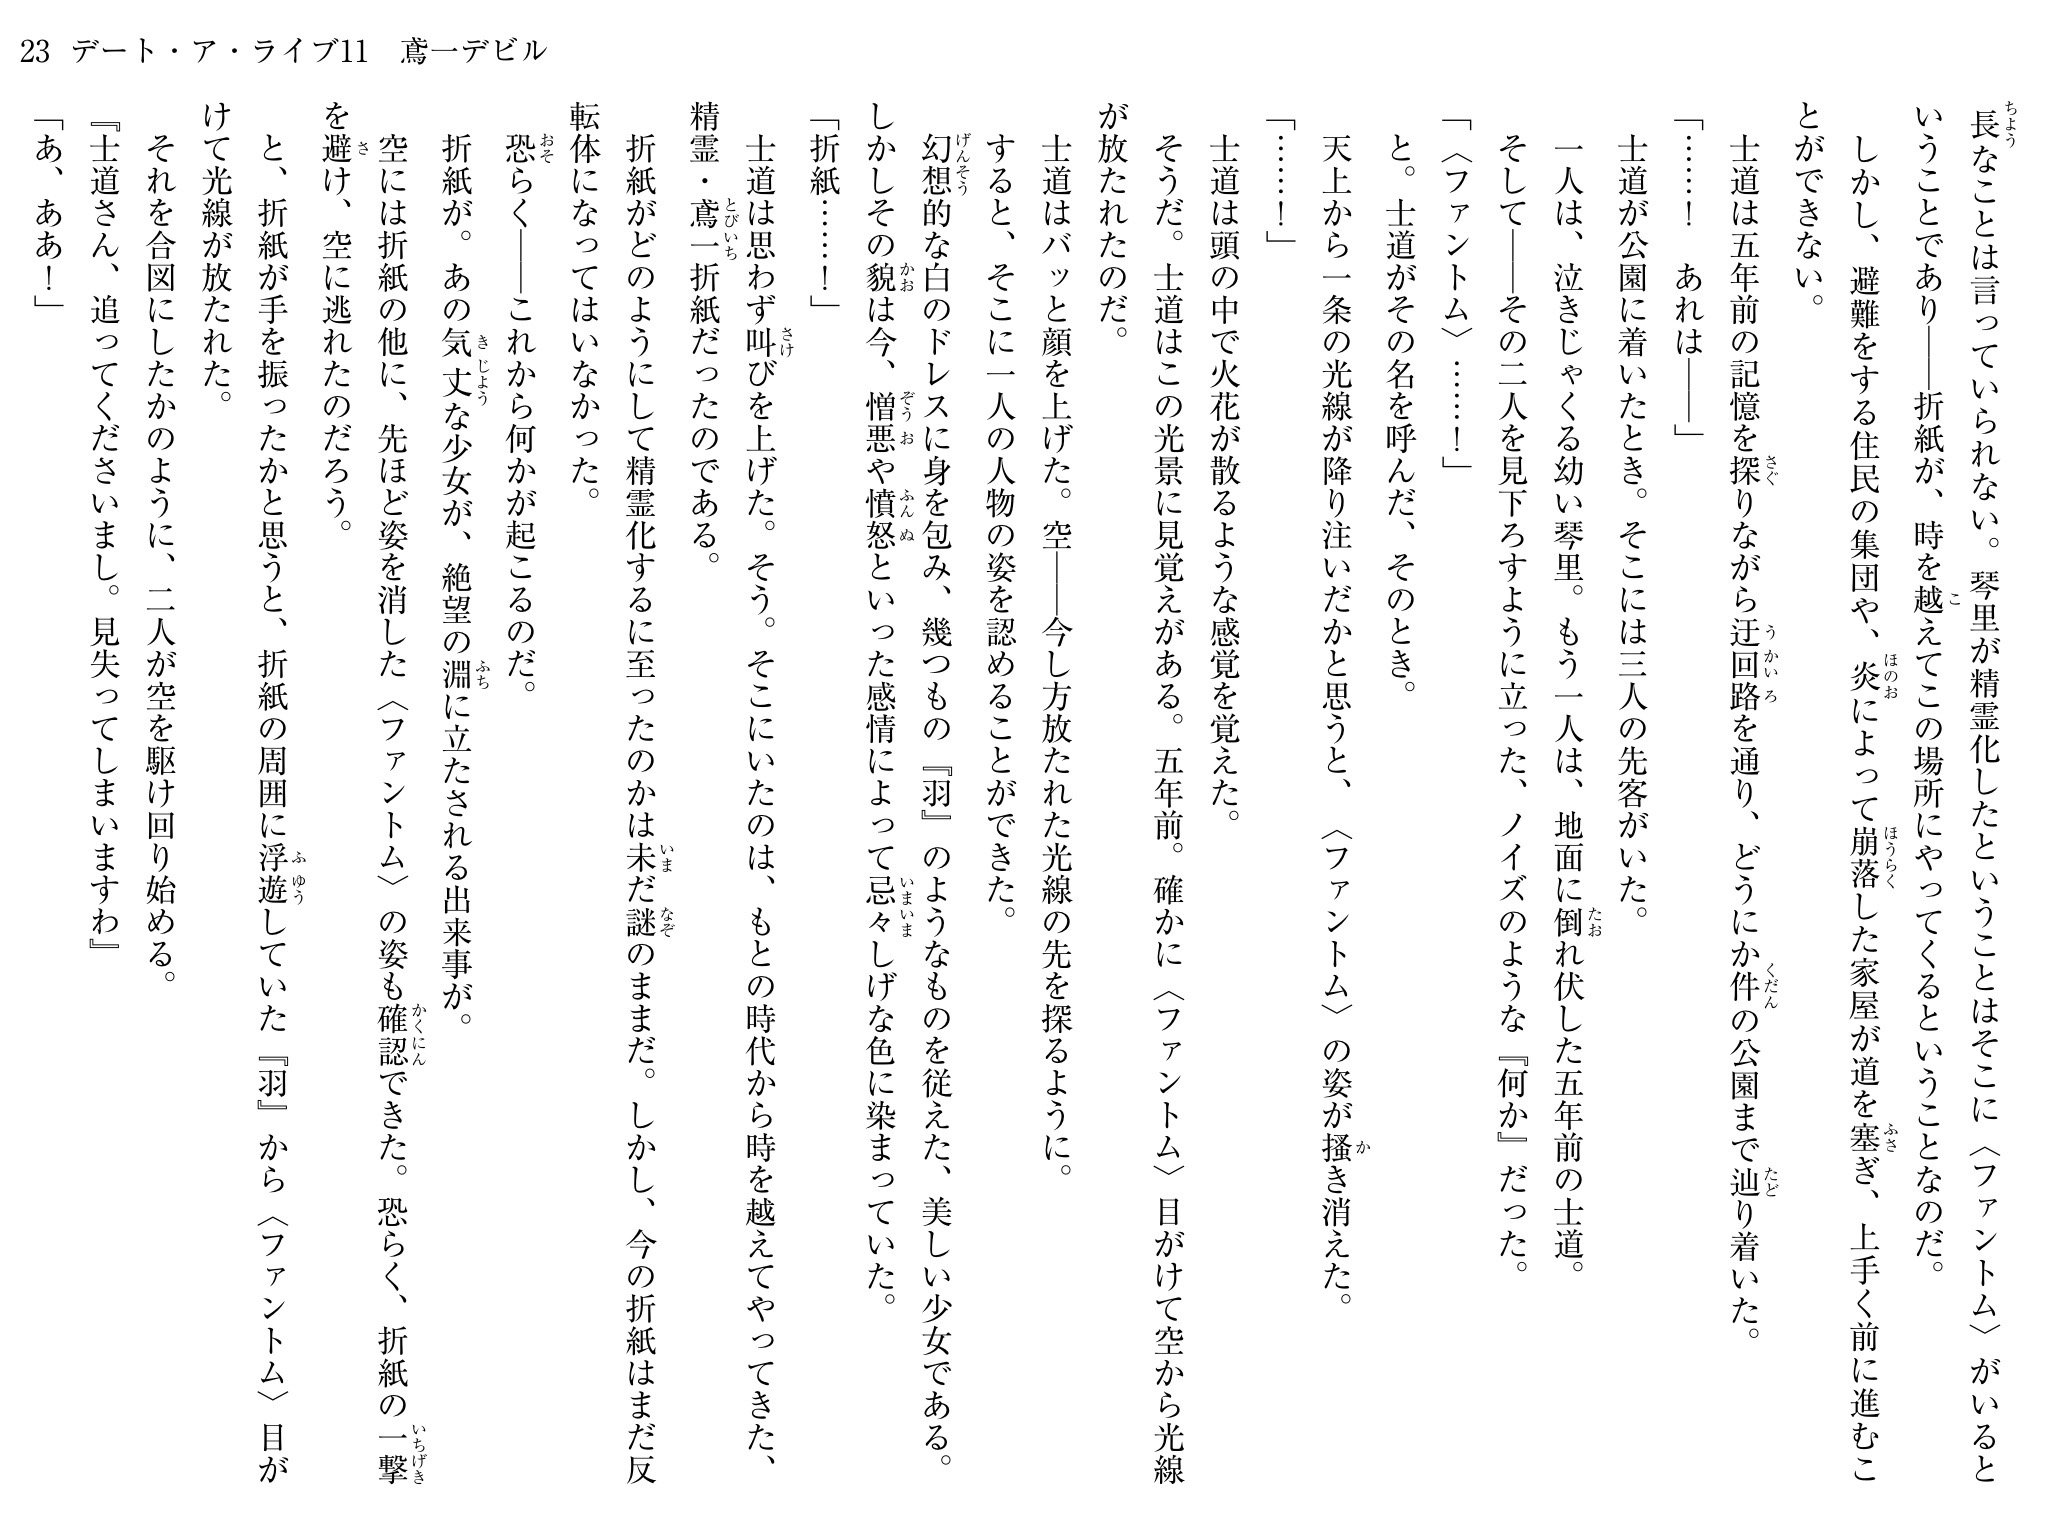 23 デート・ア・ライブ11　鳶一デビル
長なことは言っていられない。琴里が精霊化したということはそこに〈ファントム〉がいると
いうことであり――折紙が、時を越えてこの場所にやってくるということなのだ。
しかし、避難をする住民の集団や、炎によって崩落した家屋が道を塞ぎ、上手く前に進むこ
とができない。
士道は五年前の記憶を探りながら迂回路を通り、どうにか件の公園まで辿り着いた。
「……！　あれは――」
士道が公園に着いたとき。そこには三人の先客がいた。
一人は、泣きじゃくる幼い琴里。もう一人は、地面に倒れ伏した五年前の士道。
そして――その二人を見下ろすように立った、ノイズのような『何か』だった。
「〈ファントム〉……！」
と。士道がその名を呼んだ、そのとき。
天上から一条の光線が降り注いだかと思うと、〈ファントム〉の姿が掻き消えた。
「……！」
士道は頭の中で火花が散るような感覚を覚えた。
そうだ。士道はこの光景に見覚えがある。五年前。確かに〈ファントム〉目がけて空から光線
が放たれたのだ。
士道はバッと顔を上げた。空――今し方放たれた光線の先を探るように。
すると、そこに一人の人物の姿を認めることができた。
幻想的な白のドレスに身を包み、幾つもの『羽』のようなものを従えた、美しい少女である。
しかしその貌は今、憎悪や憤怒といった感情によって忌々しげな色に染まっていた。
「折紙……！」
士道は思わず叫びを上げた。そう。そこにいたのは、もとの時代から時を越えてやってきた、
精霊・鳶一折紙だったのである。
折紙がどのようにして精霊化するに至ったのかは未だ謎のままだ。しかし、今の折紙はまだ反
転体になってはいなかった。
恐らく――これから何かが起こるのだ。
折紙が。あの気丈な少女が、絶望の淵に立たされる出来事が。
空には折紙の他に、先ほど姿を消した〈ファントム〉の姿も確認できた。恐らく、折紙の一撃
を避け、空に逃れたのだろう。
と、折紙が手を振ったかと思うと、折紙の周囲に浮遊していた『羽』から〈ファントム〉目が
けて光線が放たれた。
それを合図にしたかのように、二人が空を駆け回り始める。
『士道さん、追ってくださいまし。見失ってしまいますわ』
「あ、ああ！」